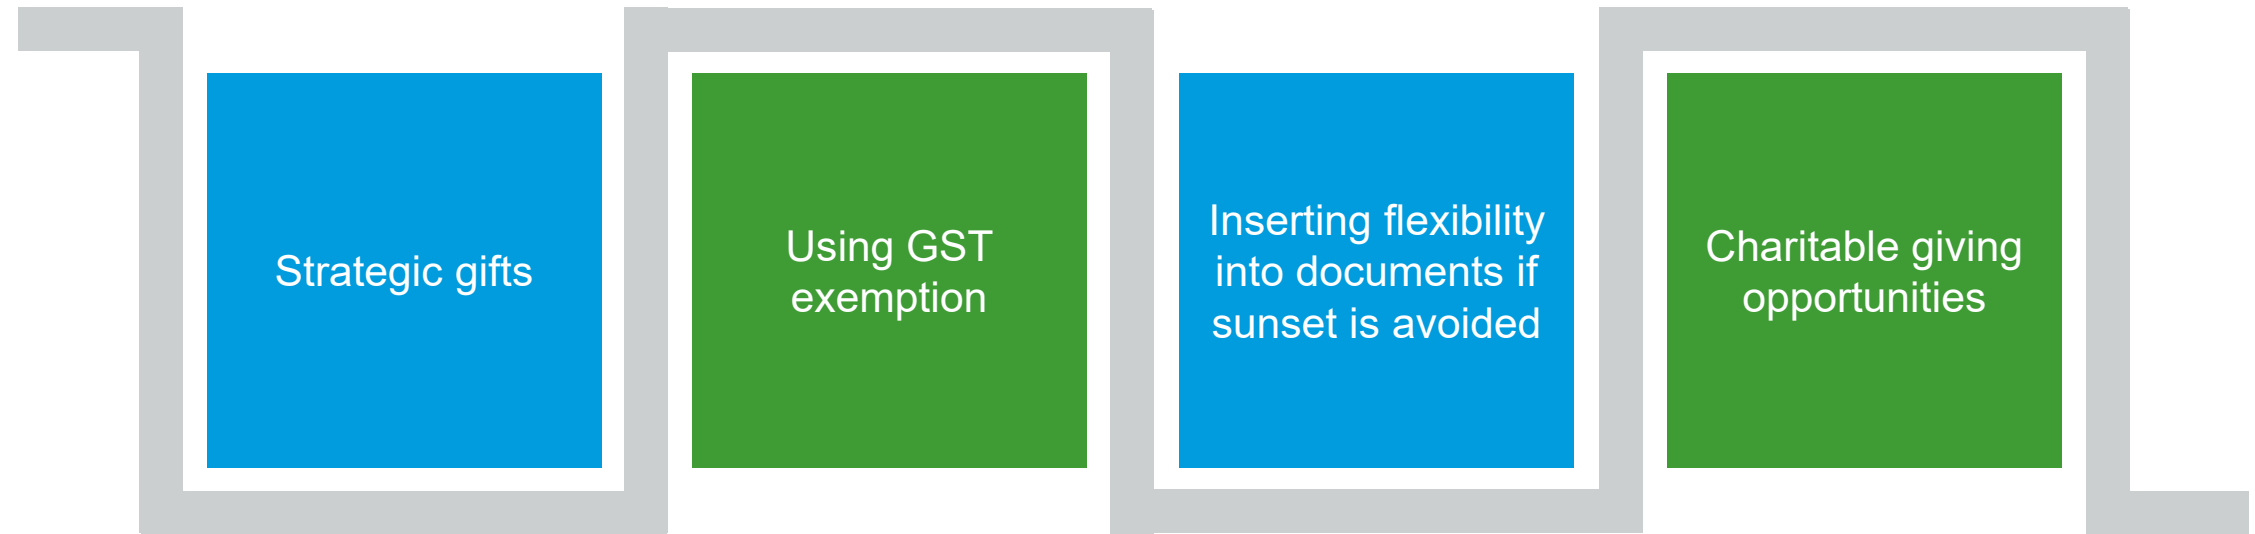 Strategic gifts
Using GST
exemption
Inserting flexibility
into documents if
sunset is avoided
Charitable giving
opportunities